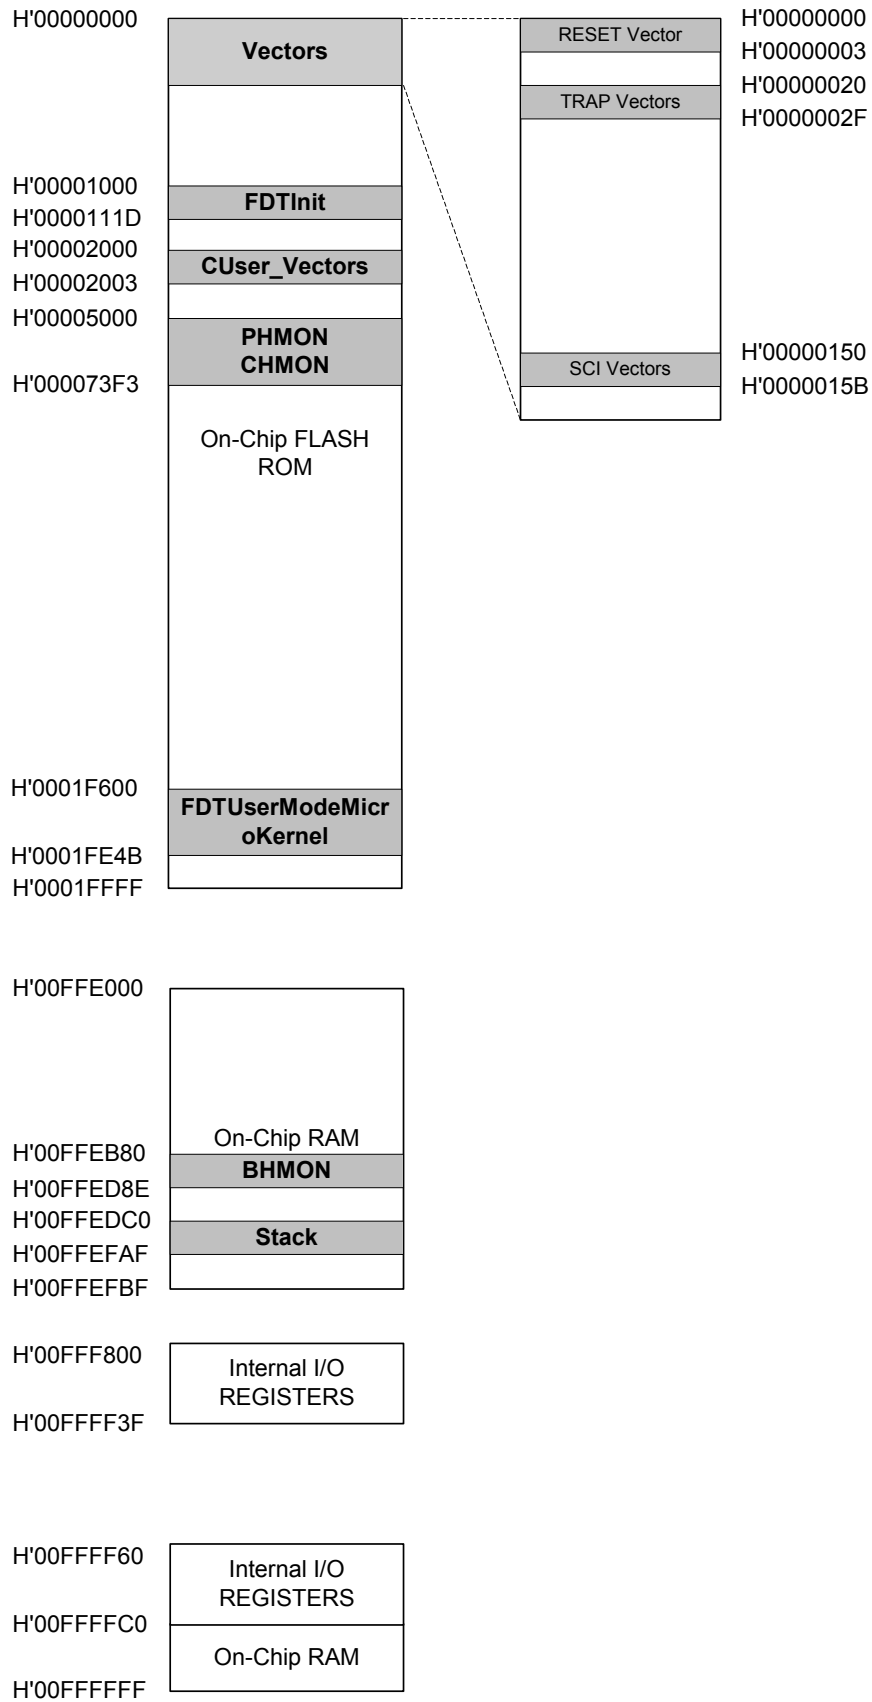 H'00000000
Vectors
H'00001000
FDTInit
H'0000111D
H'00002000
CUser_Vectors
H'00002003
H'00005000
PHMON
CHMON
H'000073F3
On-Chip FLASH
ROM
H'0001F600
FDTUserModeMicr
oKernel
H'0001FE4B
H'0001FFFF
H'00000000
RESET Vector
H'00000003
H'00000020
TRAP Vectors
H'0000002F
H'00000150
SCI Vectors
H'0000015B
H'00FFE000
On-Chip RAM
H'00FFEB80
BHMON
H'00FFED8E
H'00FFEDC0
Stack
H'00FFEFAF
H'00FFEFBF
H'00FFF800
Internal I/O
REGISTERS
H'00FFFF3F
H'00FFFF60
Internal I/O
REGISTERS
H'00FFFFC0
On-Chip RAM
H'00FFFFFF